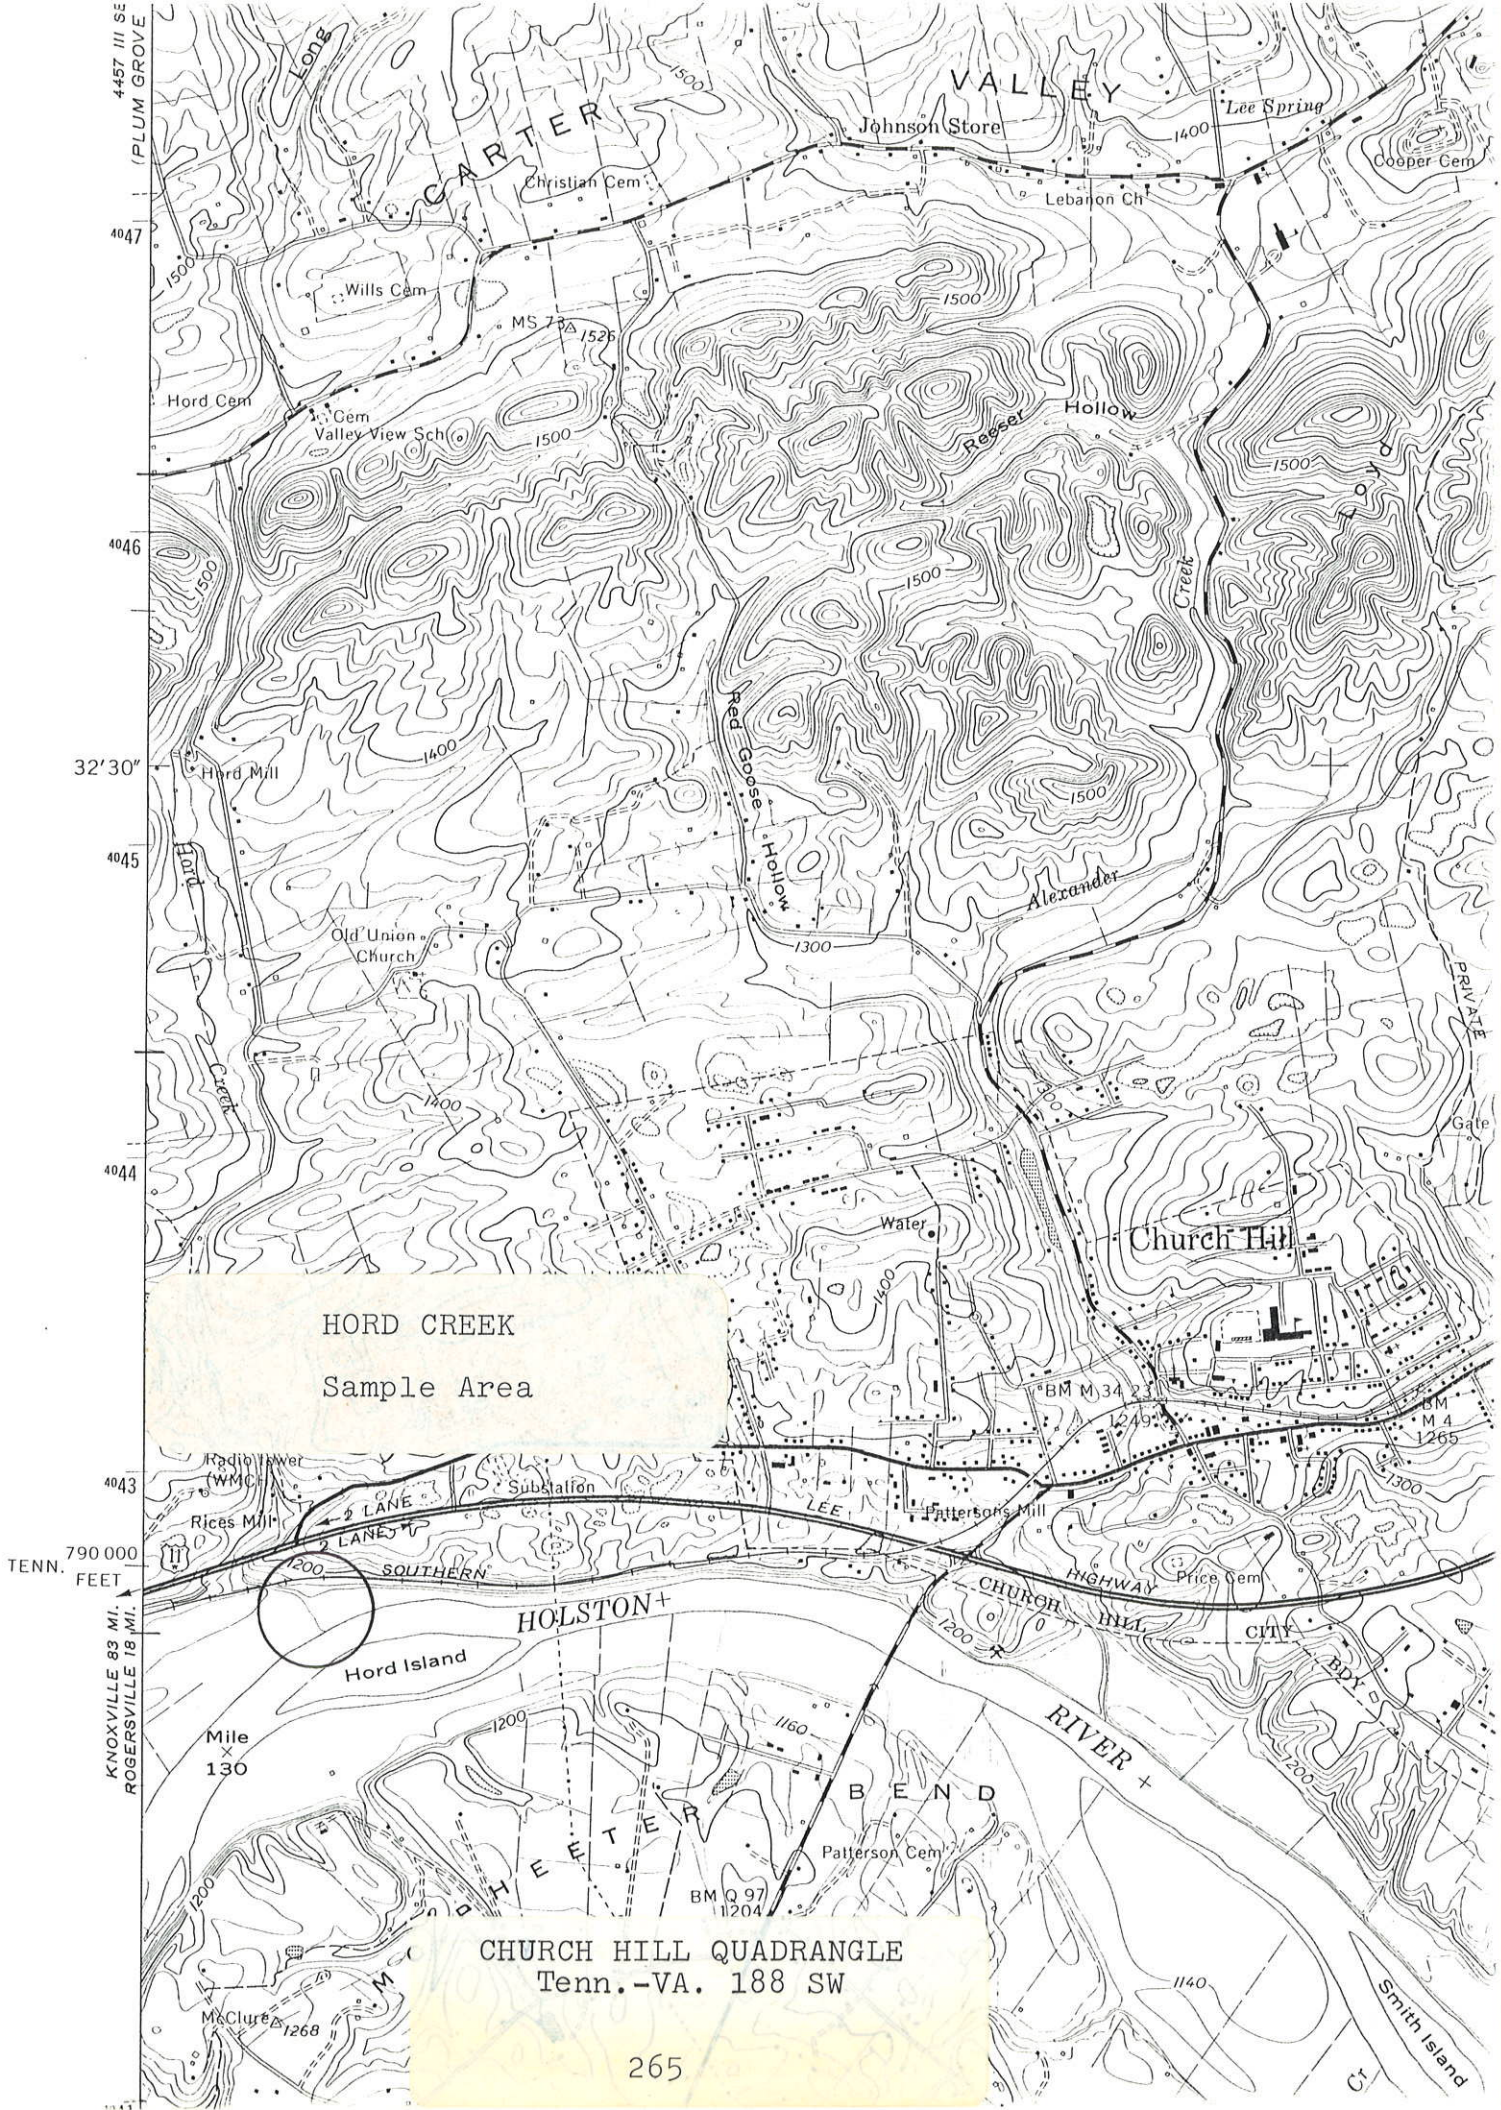 4457 III SE
(PLUM GROVE
Long
1500
VALLEY
CARTER
Johnson Store
Lee Spring
1400
Cooper Cem
Christian Cem
Lebanon Ch
4047
1500
Wills Cem
1500
MS 73
1526
Hord Cem
Cem
Valley View Sch
1500
Reeser Hollow
1500
Loyd
4046
1500
1500
Creek
Red Goose Hollow
1400
32'30"
Hord Mill
1500
4045
Hord
Alexander
Old Union
Church
1300
PRIVATE
Creek
1400
1300
Gate
4044
Water
Church Hill
1400
HORD CREEK
Sample Area
BM M 34 23
1249
BM
M 4
1265
4043
Radio Tower
(WMCH
Substation
1300
2 LANE
LEE
Pattersons Mill
Rices Mill
2 LANE
TENN. 790 000
FEET
11
1200
SOUTHERN
HIGHWAY
Price Cem
CHURCH HILL CITY BDY
HOLSTON
1200
KNOXVILLE 83 MI.
ROGERSVILLE 18 MI.
Hord Island
1200
1160
RIVER
Mile
130
1200
BEND
McPHEETER
Patterson Cem
1200
BM Q 97
1204
CHURCH HILL QUADRANGLE
Tenn.-VA. 188 SW
1140
Smith Island
McClure
1268
265
Cr